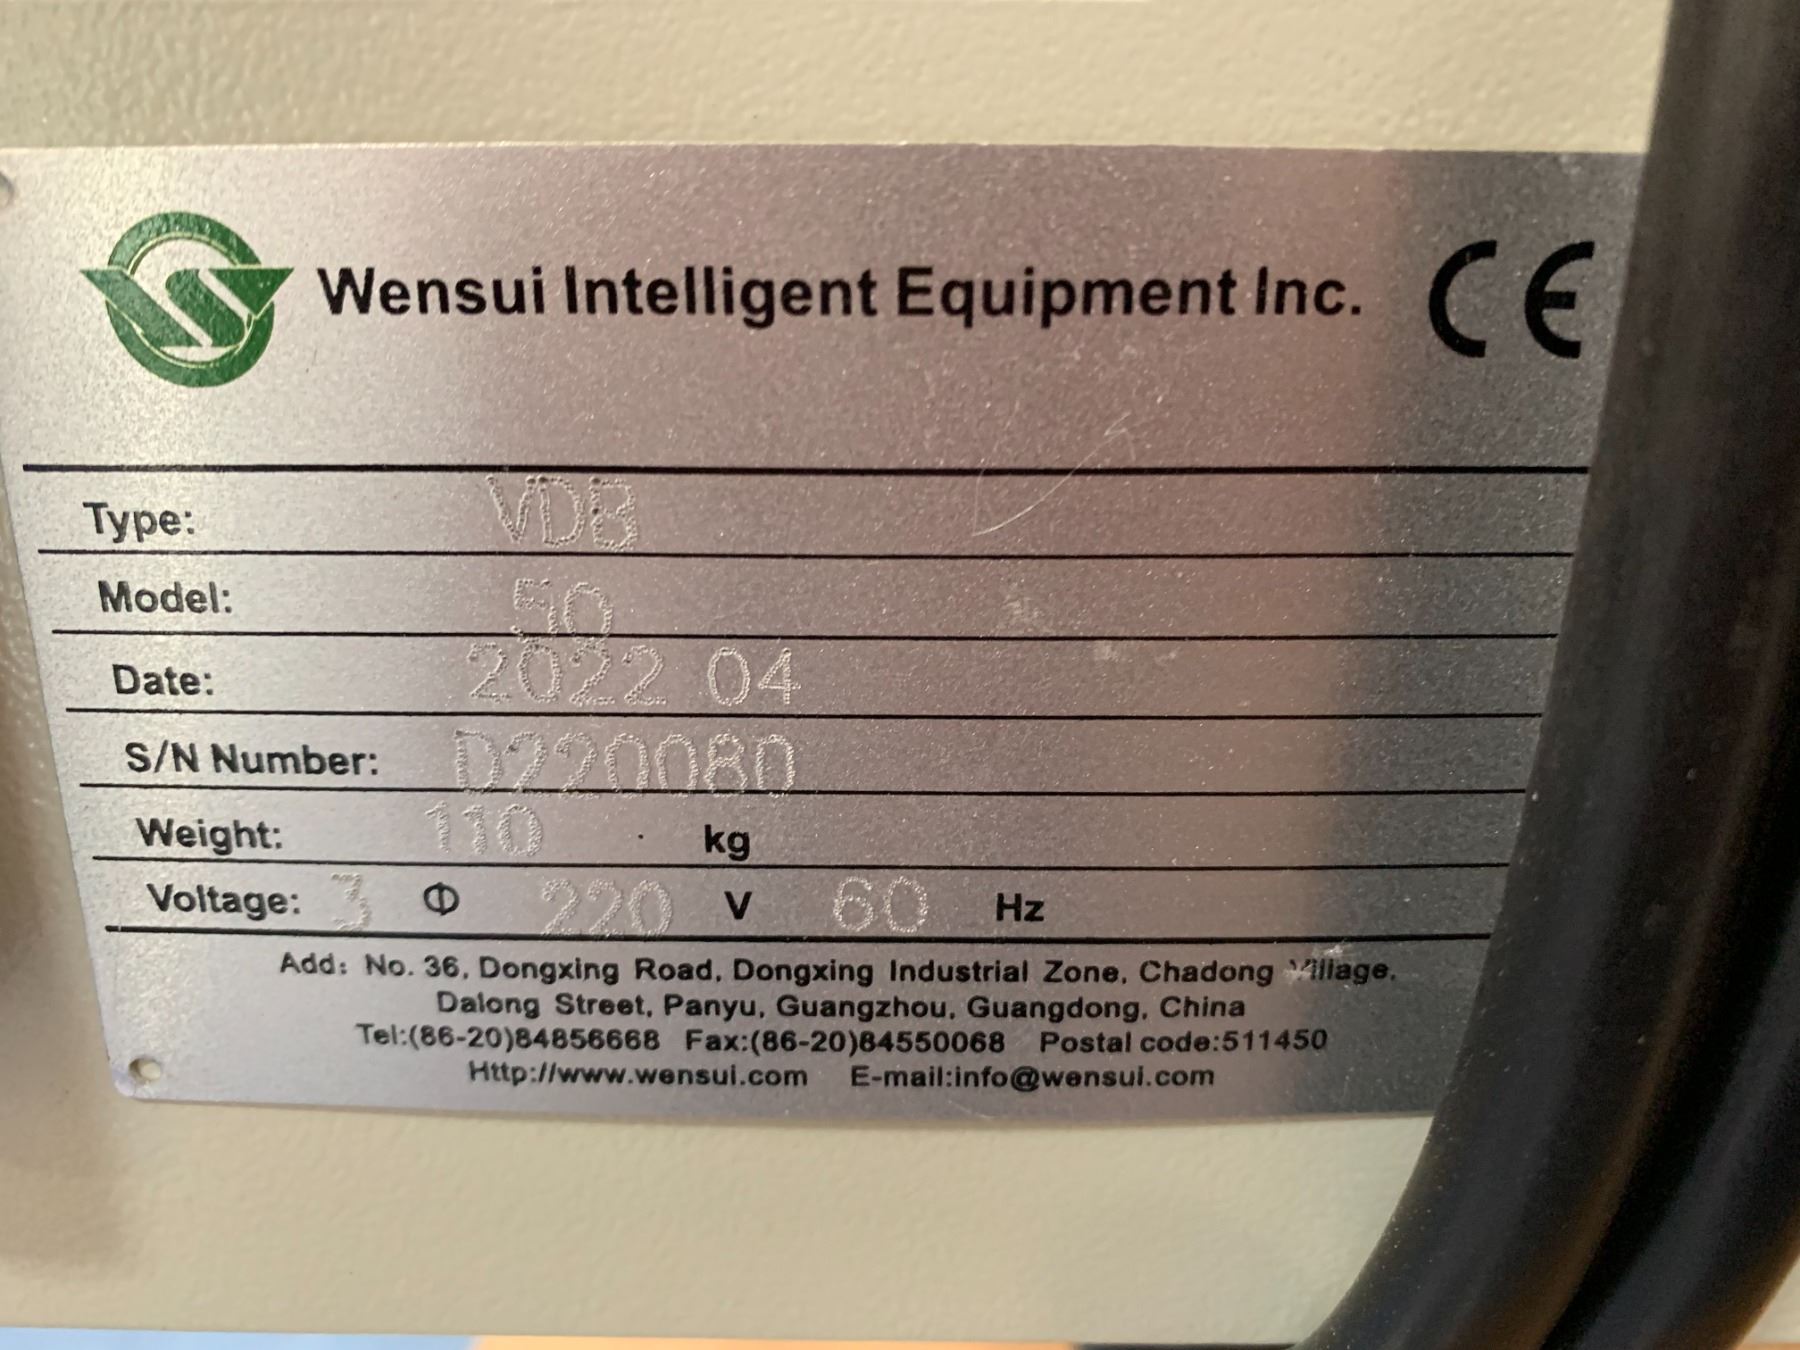 Wensui Intelligent Equipment Inc. CE
Type: VDB
Model: 50
Date: 2022 04
S/N Number: D220080
Weight: 110 kg
Voltage: 3 Φ 220 V 60 Hz
Add: No. 36, Dongxing Road, Dongxing Industrial Zone, Chadong Village,
Dalong Street, Panyu, Guangzhou, Guangdong, China
Tel:(86-20)84856668 Fax:(86-20)84550068 Postal code:511450
Http://www.wensui.com E-mail:info@wensui.com